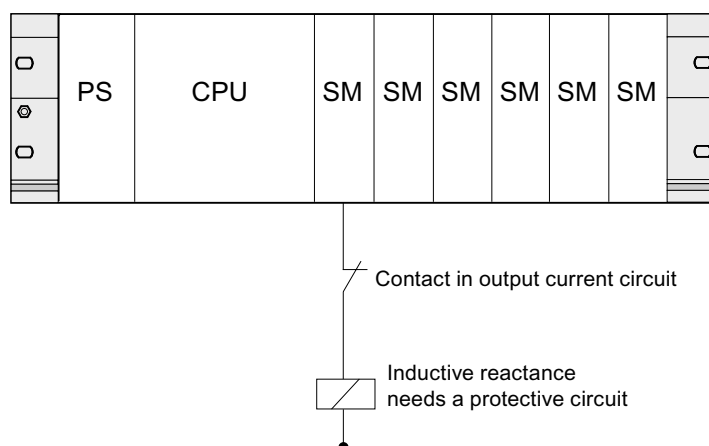 PS CPU SM SM SM SM SM SM
Contact in output current circuit
Inductive reactance
needs a protective circuit